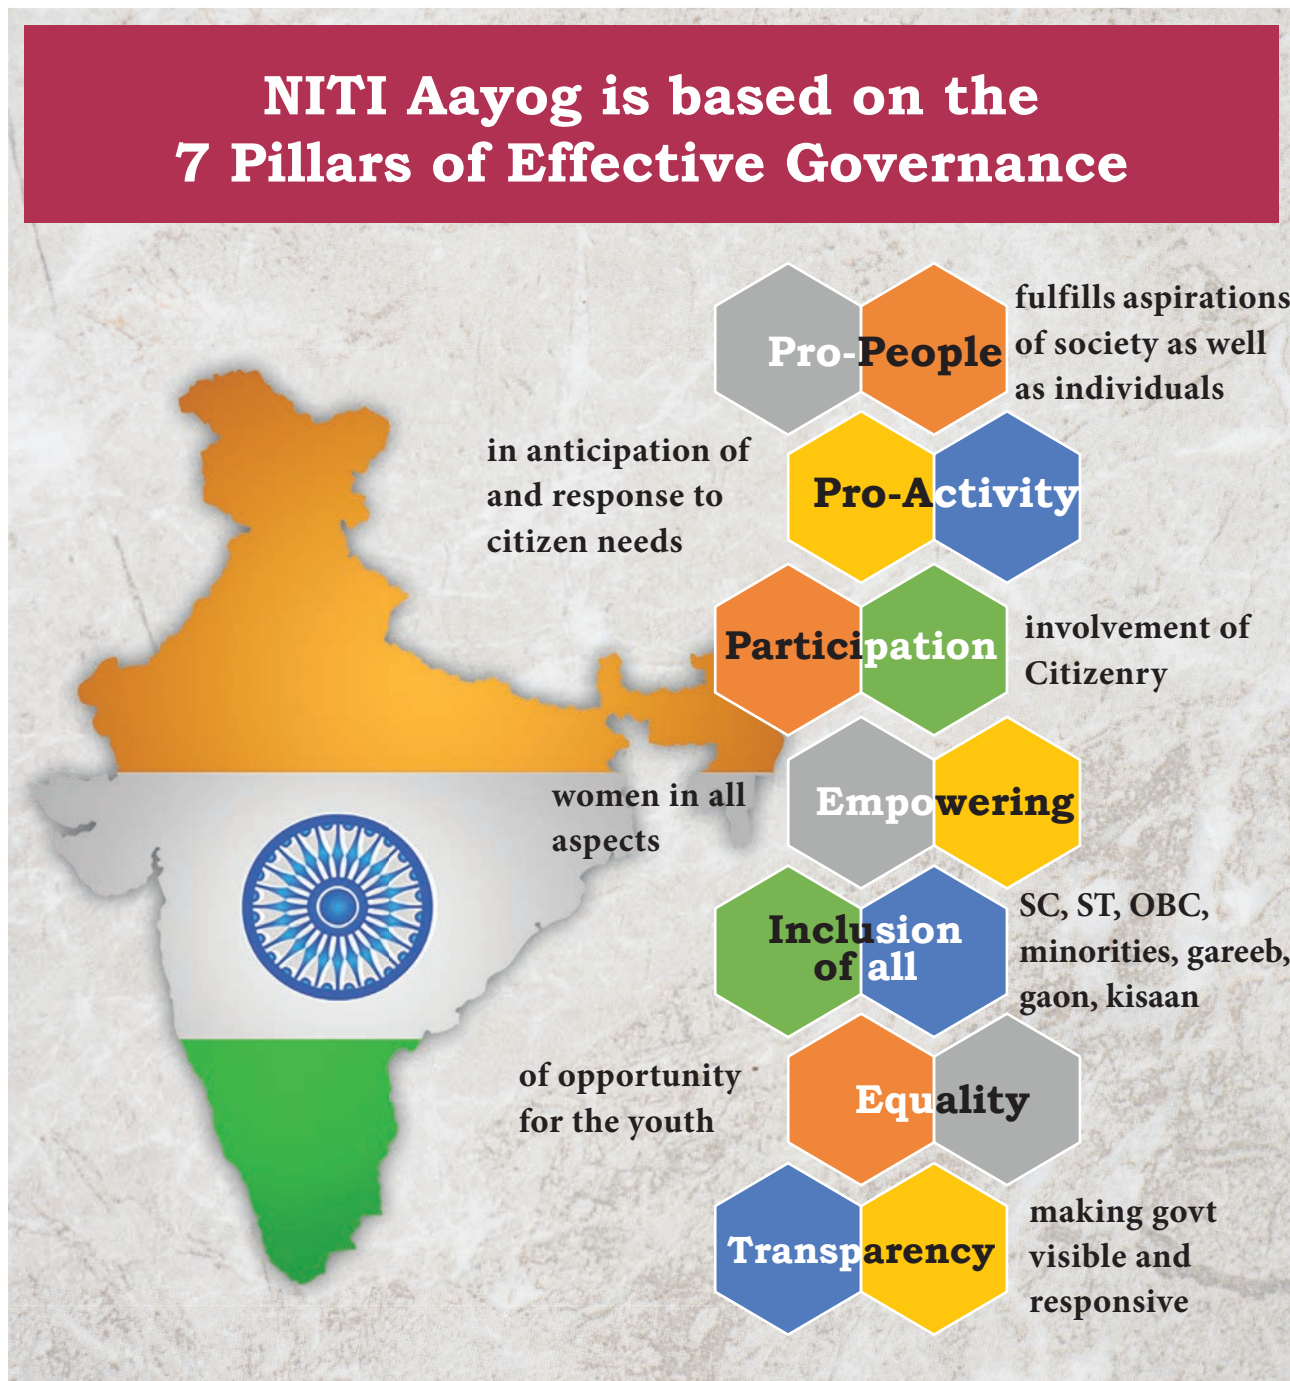 NITI Aayog is based on the
7 Pillars of Effective Governance
Pro-People
fulfills aspirations
of society as well
as individuals
in anticipation of
and response to
citizen needs
Pro-Activity
Participation
involvement of
Citizenry
women in all
aspects
Empowering
Inclusion
of all
SC, ST, OBC,
minorities, gareeb,
gaon, kisaan
of opportunity
for the youth
Equality
Transparency
making govt
visible and
responsive